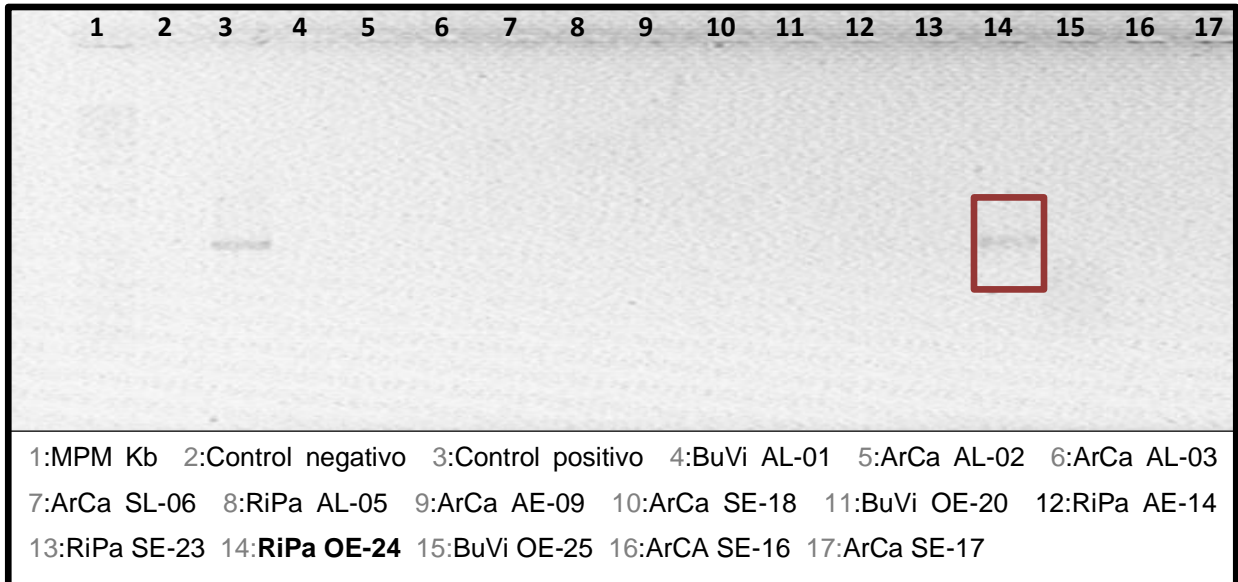 1 2 3 4 5 6 7 8 9 10 11 12 13 14 15 16 17
1:MPM Kb 2:Control negativo 3:Control positivo 4:BuVi AL-01 5:ArCa AL-02 6:ArCa AL-03
7:ArCa SL-06 8:RiPa AL-05 9:ArCa AE-09 10:ArCa SE-18 11:BuVi OE-20 12:RiPa AE-14
13:RiPa SE-23 14:RiPa OE-24 15:BuVi OE-25 16:ArCA SE-16 17:ArCa SE-17